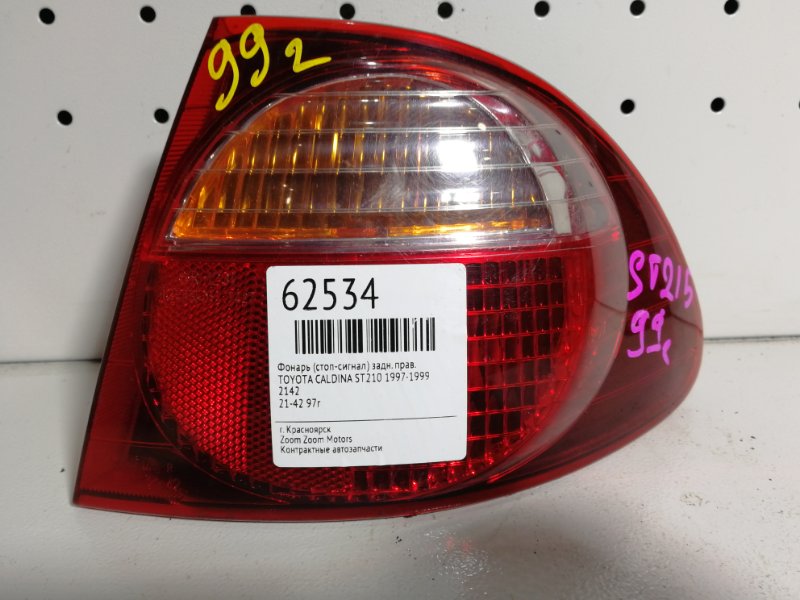 99 г
62534
Фонарь (стоп-сигнал) задн. прав.
TOYOTA CALDINA ST210 1997-1999
2142
21-42 97г
г. Красноярск
Zoom Zoom Motors
Контрактные автозапчасти
ST215
99г